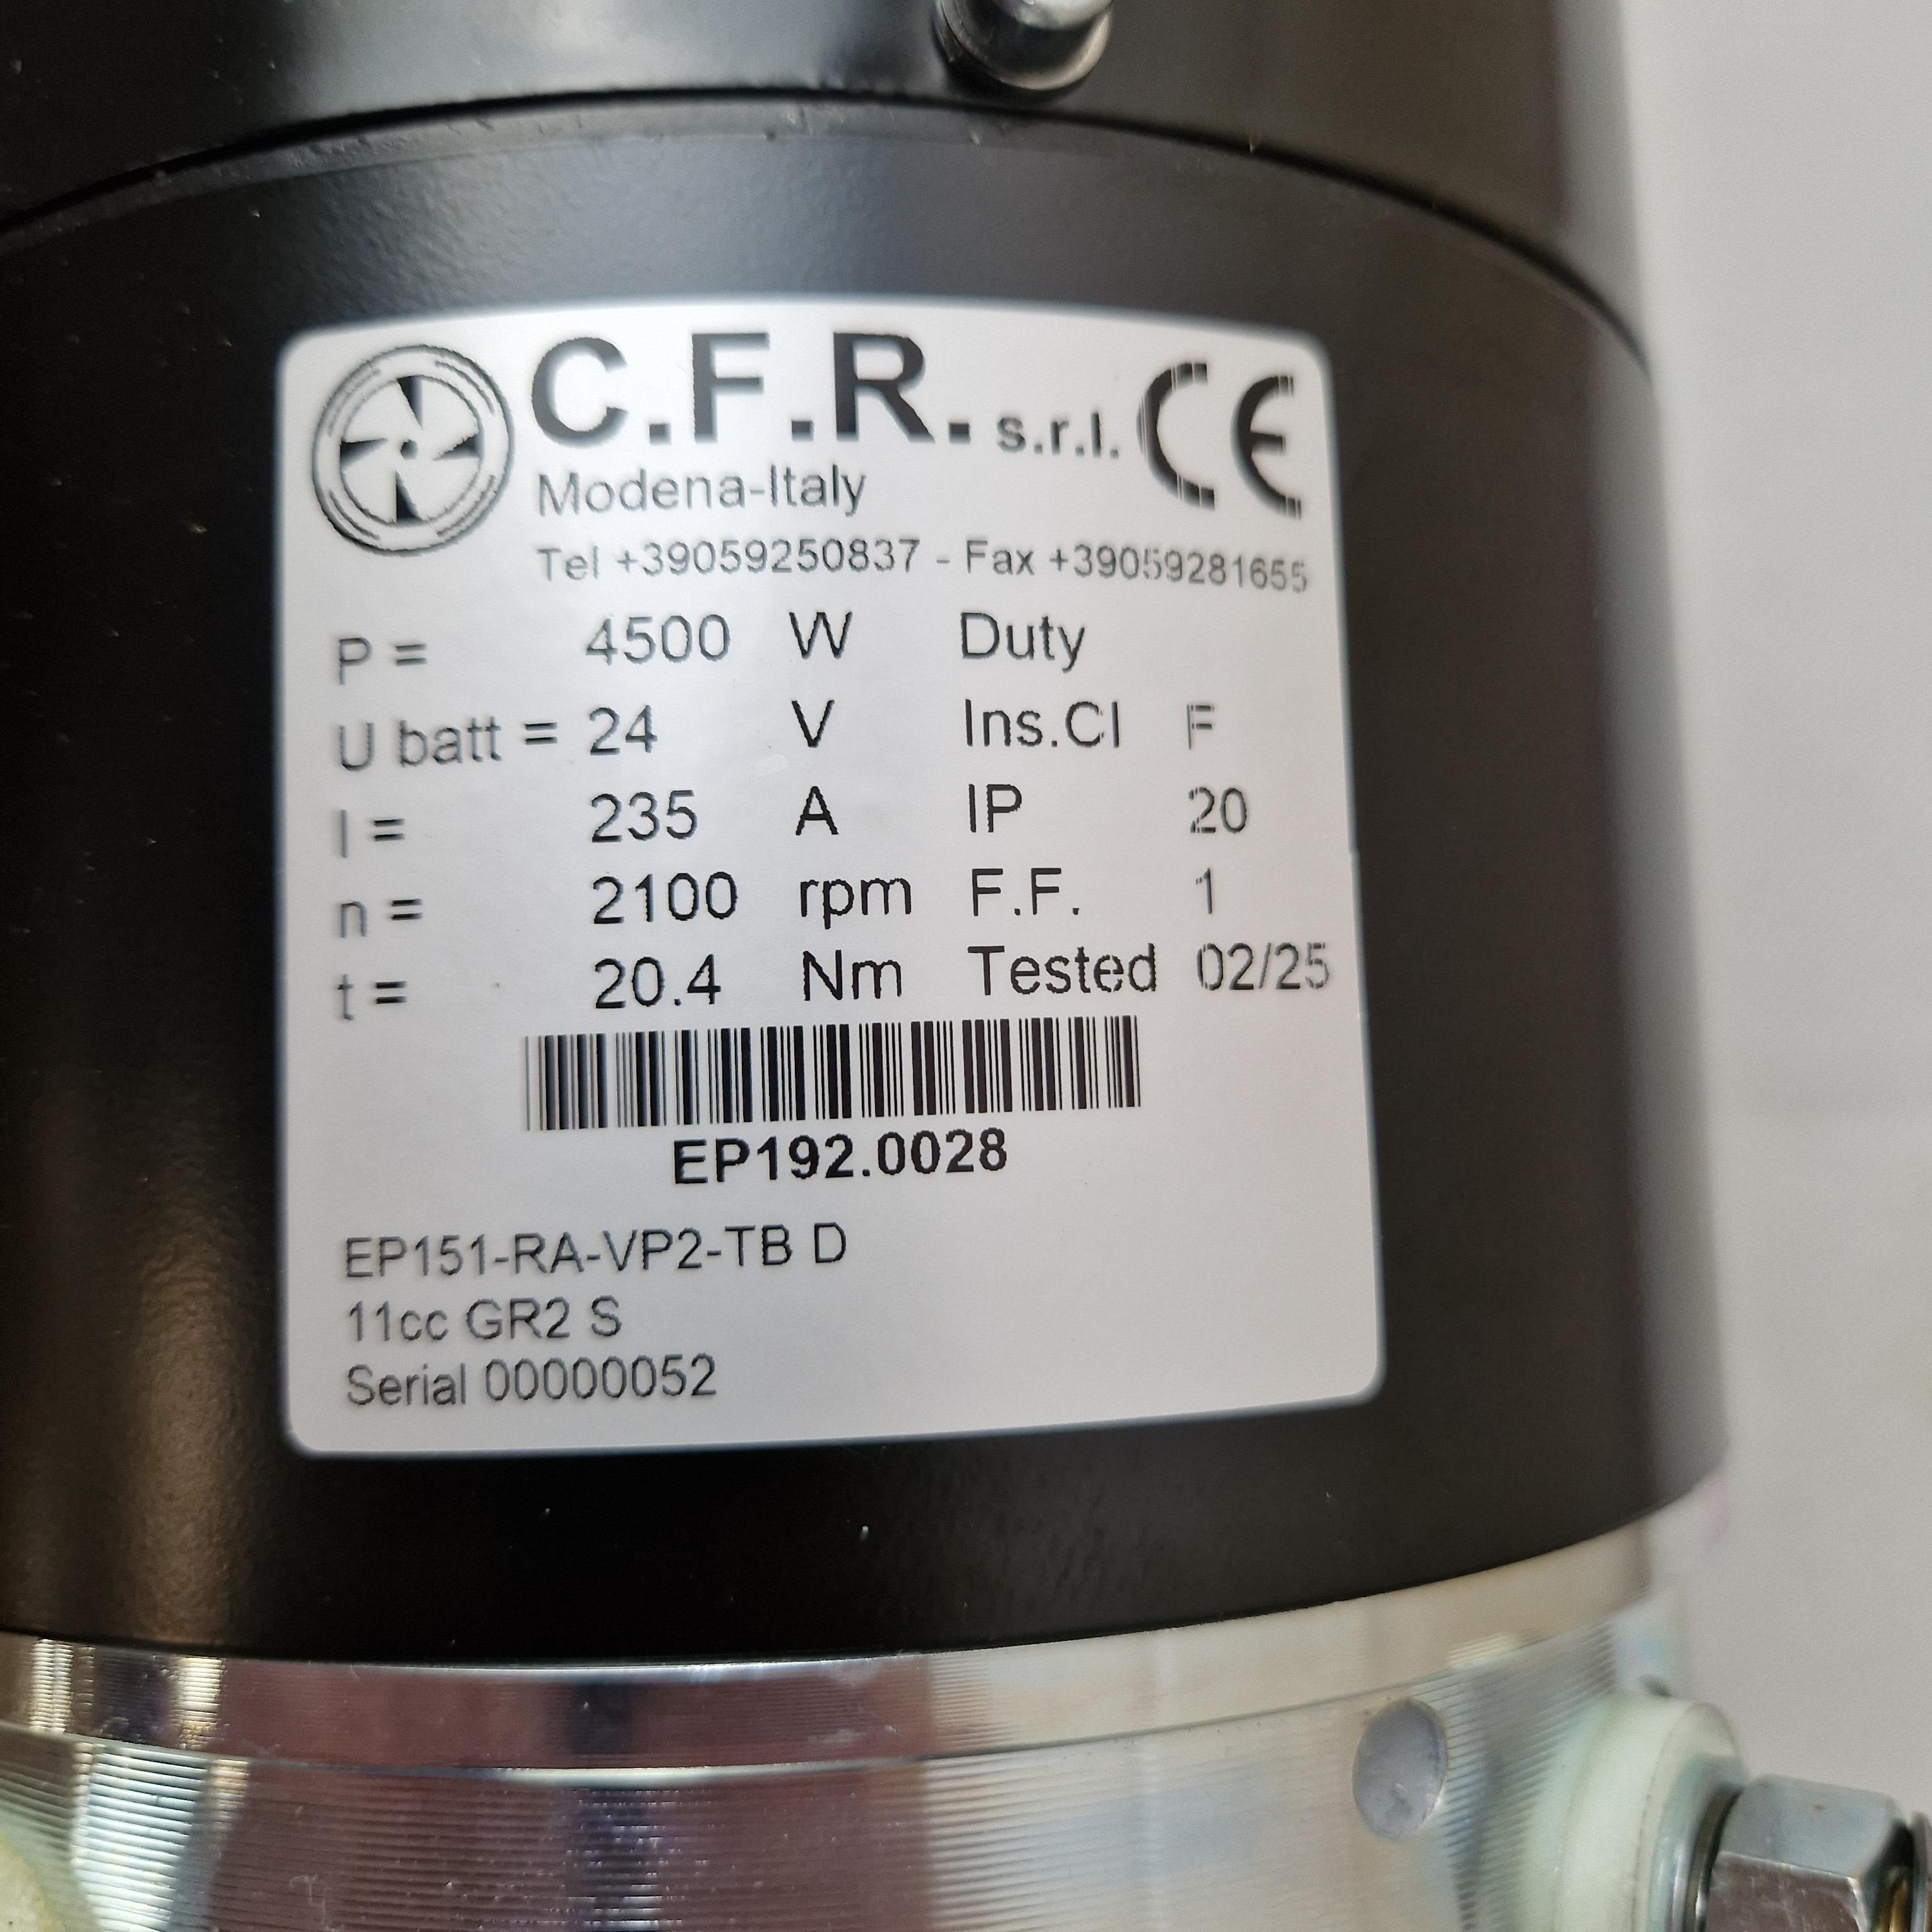 C.F.R. s.r.l. CE
Modena-Italy
Tel +39059250837 - Fax +39059281655
P = 4500 W Duty
U batt = 24 V Ins.Cl F
I = 235 A IP 20
n = 2100 rpm F.F. 1
t = 20.4 Nm Tested 02/25
EP192.0028
EP151-RA-VP2-TB D
11cc GR2 S
Serial 00000052